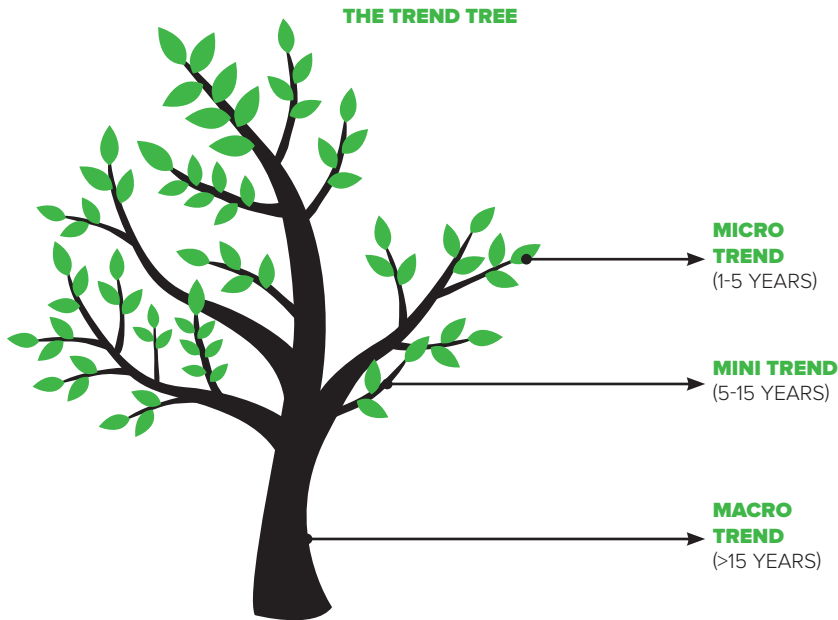 THE TREND TREE
MICRO
TREND
(1-5 YEARS)
MINI TREND
(5-15 YEARS)
MACRO
TREND
(>15 YEARS)